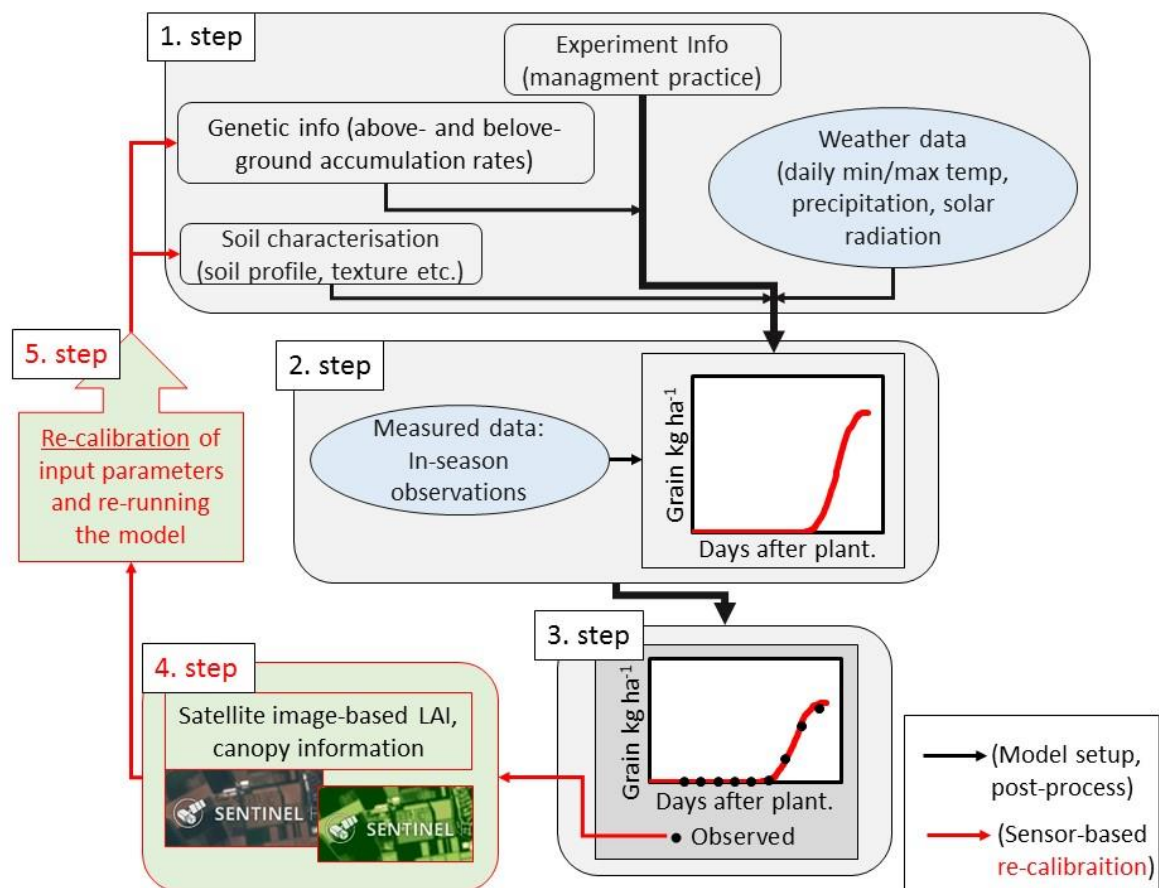 1. step
Experiment Info
(managment practice)
Genetic info (above- and belove-
ground accumulation rates)
Weather data
(daily min/max temp,
precipitation, solar
radiation
Soil characterisation
(soil profile, texture etc.)
5. step
Re-calibration of
input parameters
and re-running
the model
2. step
Measured data:
In-season
observations
Grain kg ha⁻¹
Days after plant.
3. step
Grain kg ha⁻¹
Days after plant.
Observed
4. step
Satellite image-based LAI,
canopy information
SENTINEL
SENTINEL
(Model setup,
post-process)
(Sensor-based
re-calibraition)